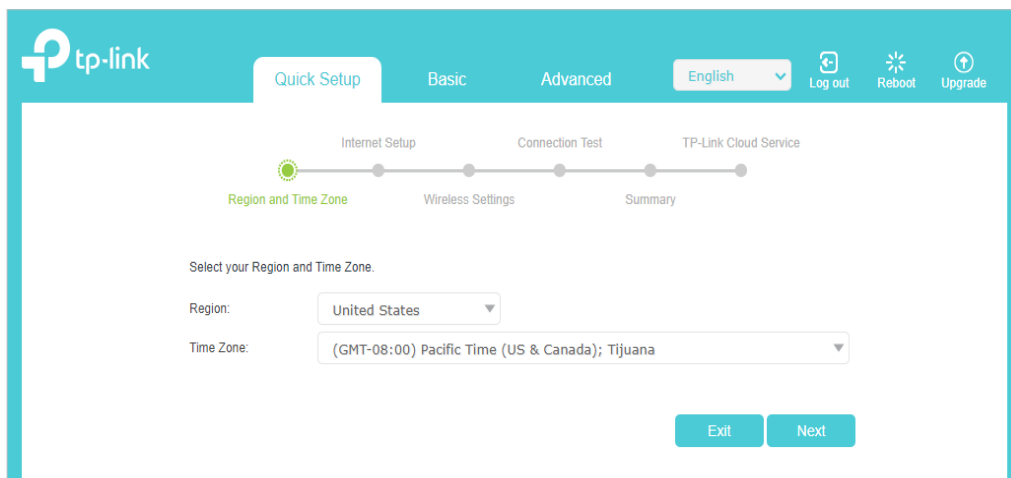 tp-link
Quick Setup Basic Advanced English Log out Reboot Upgrade
Internet Setup Connection Test TP-Link Cloud Service
Region and Time Zone Wireless Settings Summary
Select your Region and Time Zone.
Region: United States
Time Zone: (GMT-08:00) Pacific Time (US & Canada); Tijuana
Exit Next